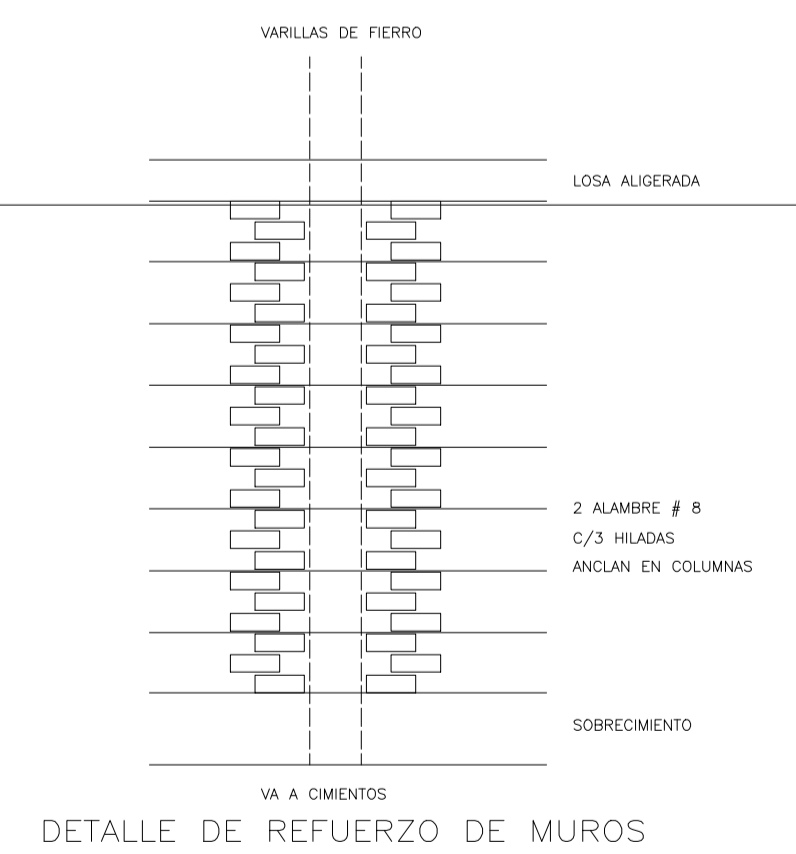 VARILLAS DE FIERRO
LOSA ALIGERADA
2 ALAMBRE # 8
C/3 HILADAS
ANCLAN EN COLUMNAS
SOBRECIMIENTO
VA A CIMIENTOS
DETALLE DE REFUERZO DE MUROS